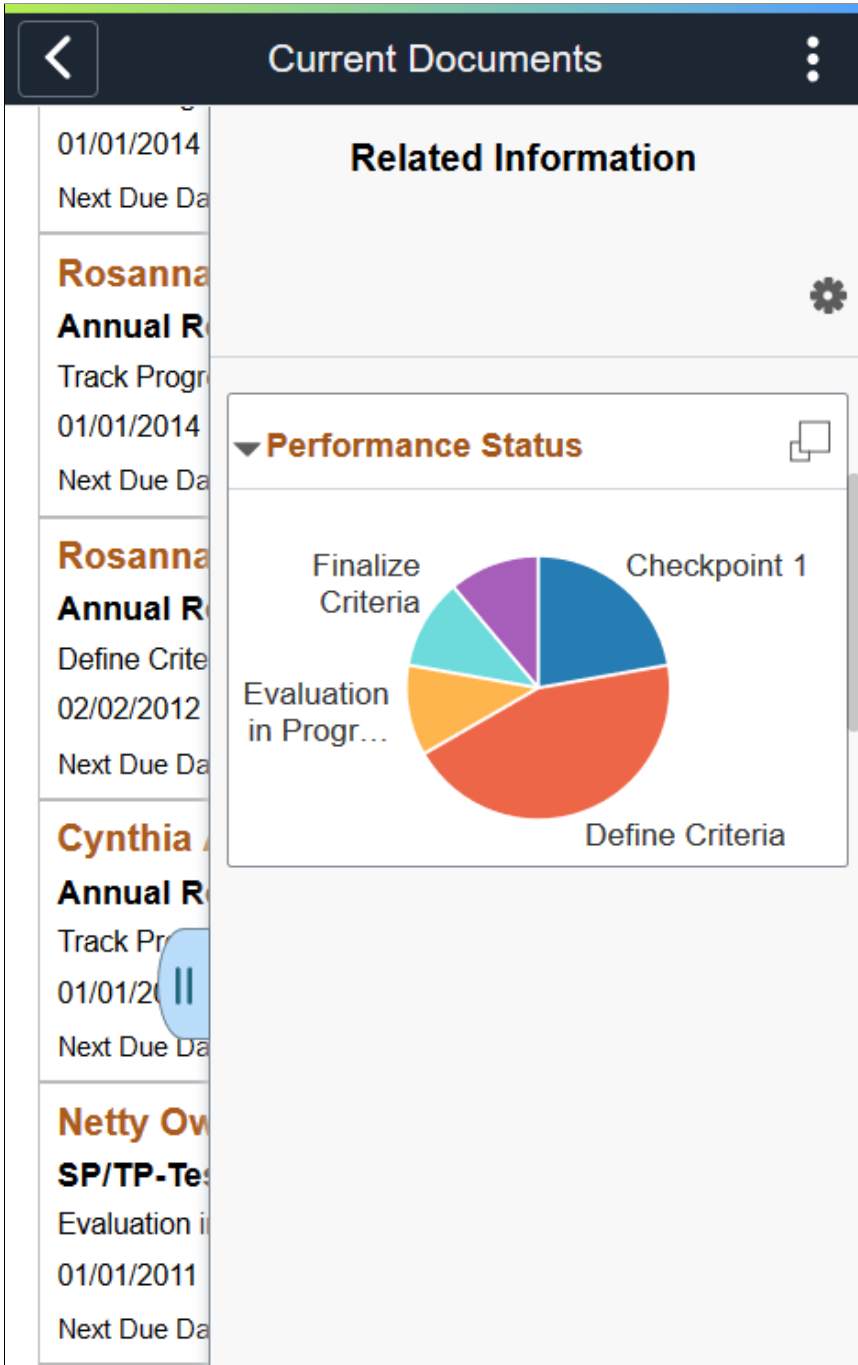 Current Documents
01/01/2014
Next Due Da
Rosanna
Annual R
Track Progr
01/01/2014
Next Due Da
Rosanna
Annual R
Define Crite
02/02/2012
Next Due Da
Cynthia
Annual R
Track Pr
01/01/20
Next Due Da
Netty Ow
SP/TP-Tes
Evaluation i
01/01/2011
Next Due Da
Related Information
Performance Status
Finalize
Criteria
Checkpoint 1
Evaluation
in Progr...
Define Criteria